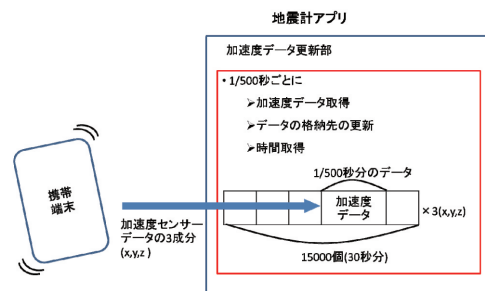 地震計アプリ
加速度データ更新部
・1/500秒ごとに
➢加速度データ取得
➢データの格納先の更新
➢時間取得
1/500秒分のデータ
携帯
端末
加速度
データ
×3(x,y,z)
加速度センサー
データの3成分
(x,y,z )
15000個(30秒分)